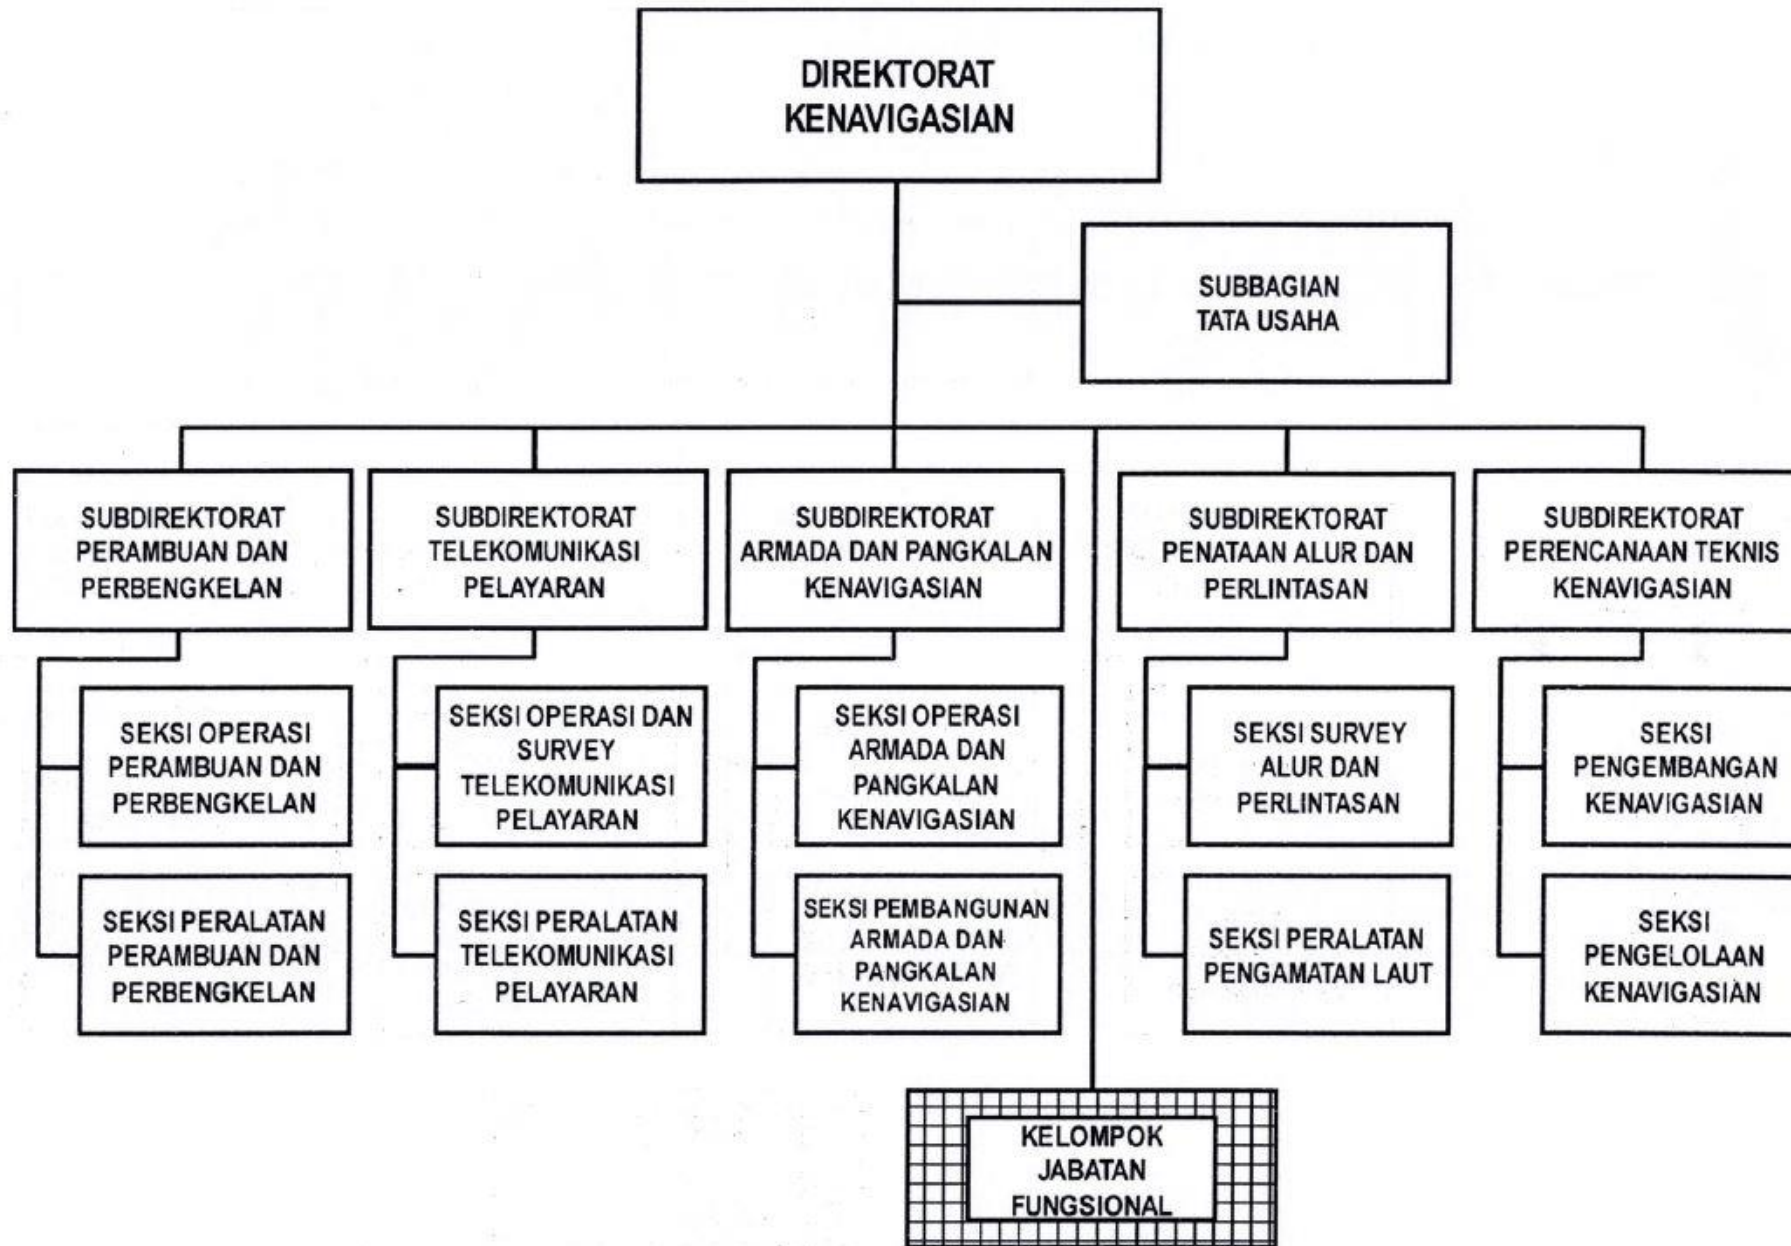 DIREKTORAT
KENAVIGASIAN
SUBBAGIAN
TATA USAHA
SUBDIREKTORAT
PERAMBUAN DAN
PERBENGKELAN
SUBDIREKTORAT
TELEKOMUNIKASI
PELAYARAN
SUBDIREKTORAT
ARMADA DAN PANGKALAN
KENAVIGASIAN
SUBDIREKTORAT
PENATAAN ALUR DAN
PERLINTASAN
SUBDIREKTORAT
PERENCANAAN TEKNIS
KENAVIGASIAN
SEKSI OPERASI
PERAMBUAN DAN
PERBENGKELAN
SEKSI OPERASI DAN
SURVEY
TELEKOMUNIKASI
PELAYARAN
SEKSI OPERASI
ARMADA DAN
PANGKALAN
KENAVIGASIAN
SEKSI SURVEY
ALUR DAN
PERLINTASAN
SEKSI
PENGEMBANGAN
KENAVIGASIAN
SEKSI PERALATAN
PERAMBUAN DAN
PERBENGKELAN
SEKSI PERALATAN
TELEKOMUNIKASI
PELAYARAN
SEKSI PEMBANGUNAN
ARMADA DAN
PANGKALAN
KENAVIGASIAN
SEKSI PERALATAN
PENGAMATAN LAUT
SEKSI
PENGELOLAAN
KENAVIGASIAN
KELOMPOK
JABATAN
FUNGSIONAL